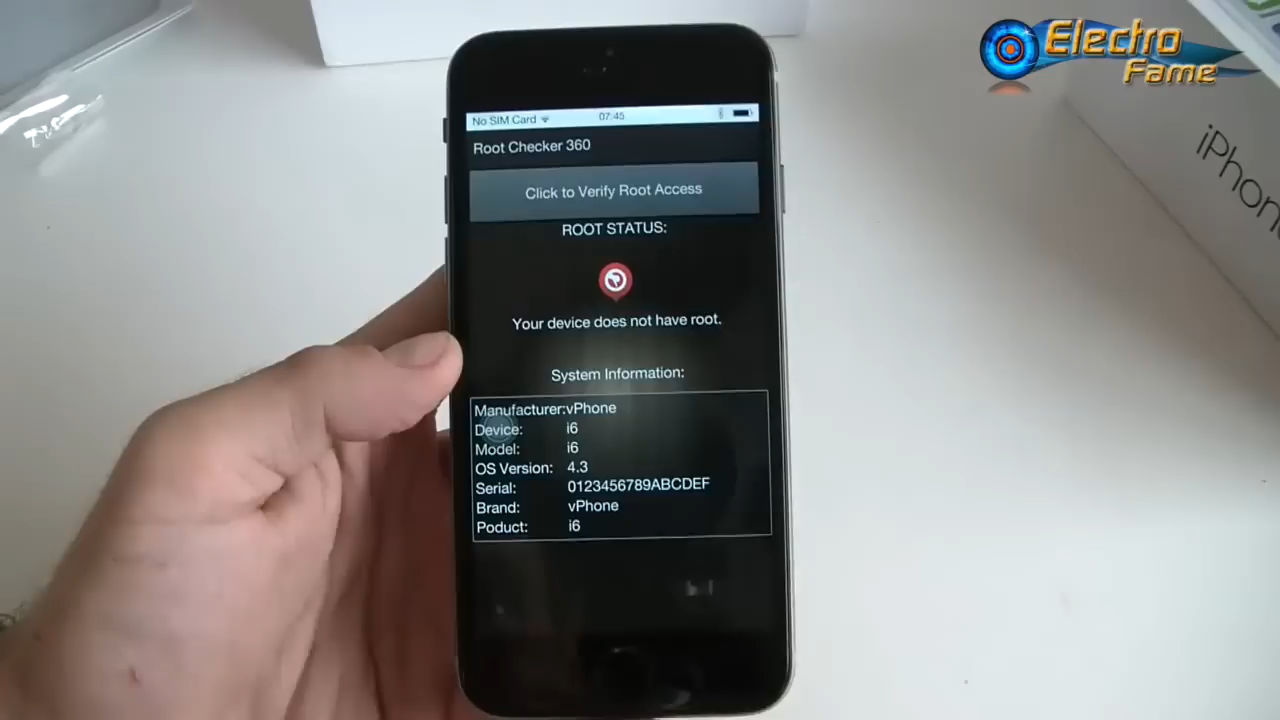 Electro
Fame
iPhon
No SIM Card
07:45
Root Checker 360
Click to Verify Root Access
ROOT STATUS:
Your device does not have root.
System Information:
Manufacturer:vPhone
Device: i6
Model: i6
OS Version: 4.3
Serial: 0123456789ABCDEF
Brand: vPhone
Poduct: i6